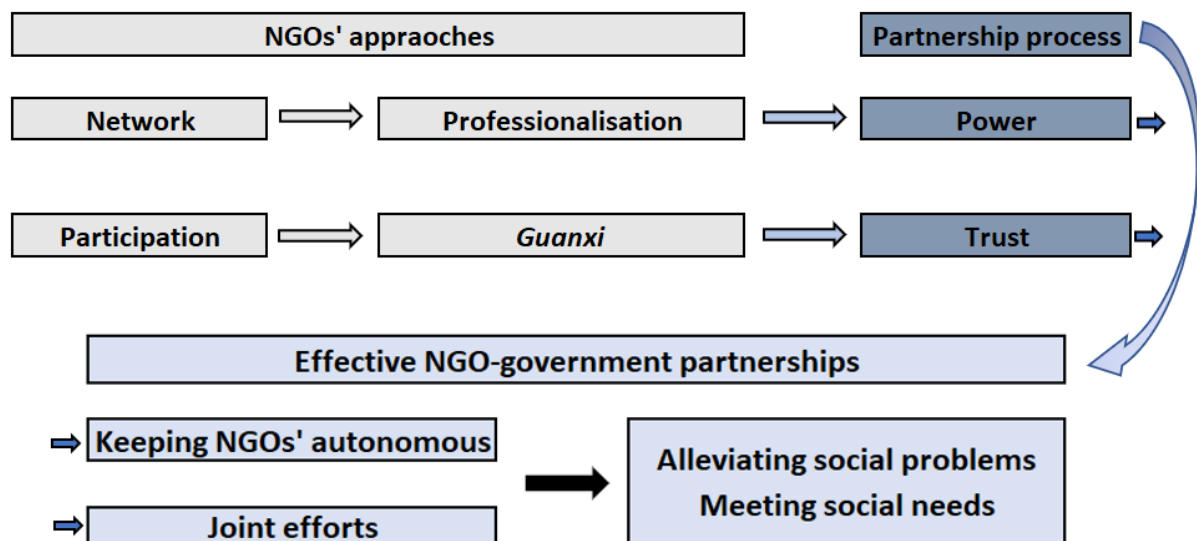 NGOs' appraoches
Partnership process
Network
Professionalisation
Power
Participation
Guanxi
Trust
Effective NGO-government partnerships
Keeping NGOs' autonomous
Alleviating social problems
Meeting social needs
Joint efforts